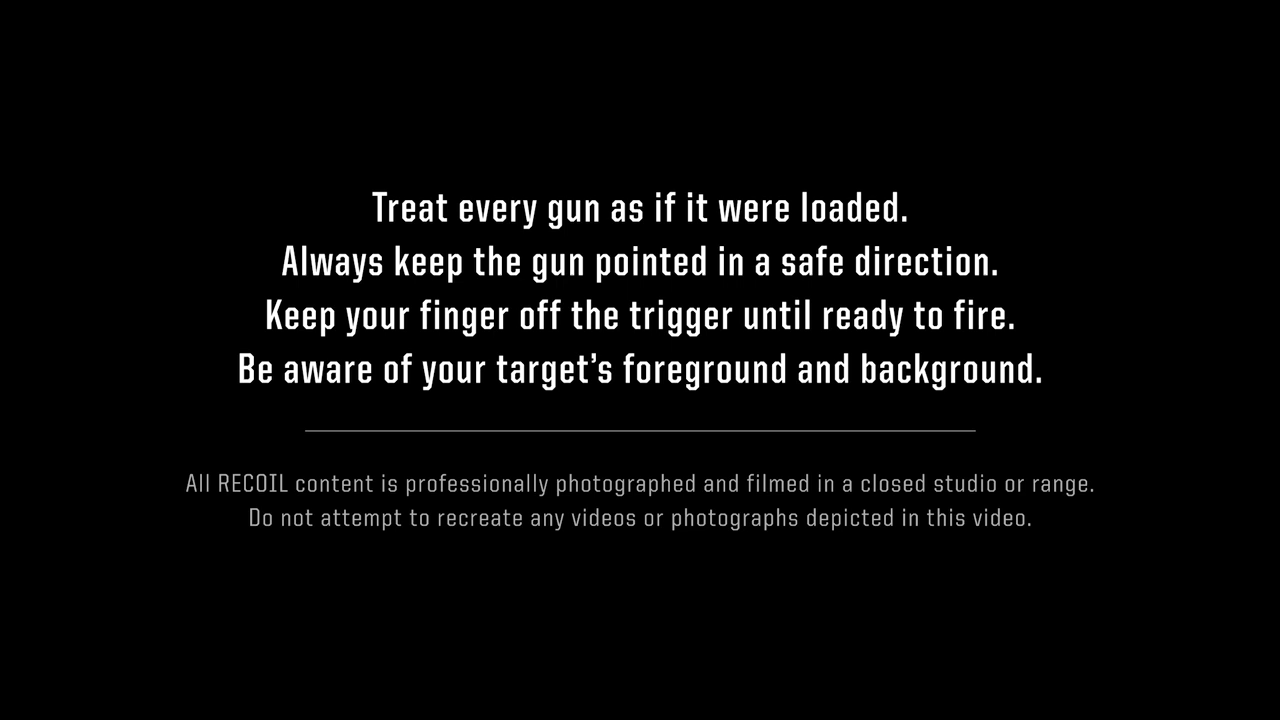 Treat every gun as if it were loaded.
Always keep the gun pointed in a safe direction.
Keep your finger off the trigger until ready to fire.
Be aware of your target’s foreground and background.
All RECOIL content is professionally photographed and filmed in a closed studio or range.
Do not attempt to recreate any videos or photographs depicted in this video.